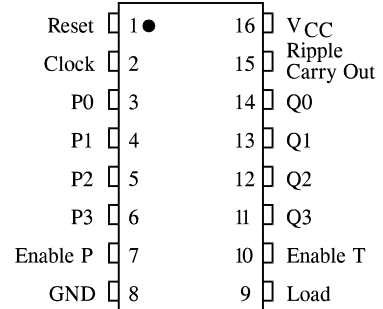 Reset 1 16 VCC
Clock 2 15 Ripple
Carry Out
P0 3 14 Q0
P1 4 13 Q1
P2 5 12 Q2
P3 6 11 Q3
Enable P 7 10 Enable T
GND 8 9 Load